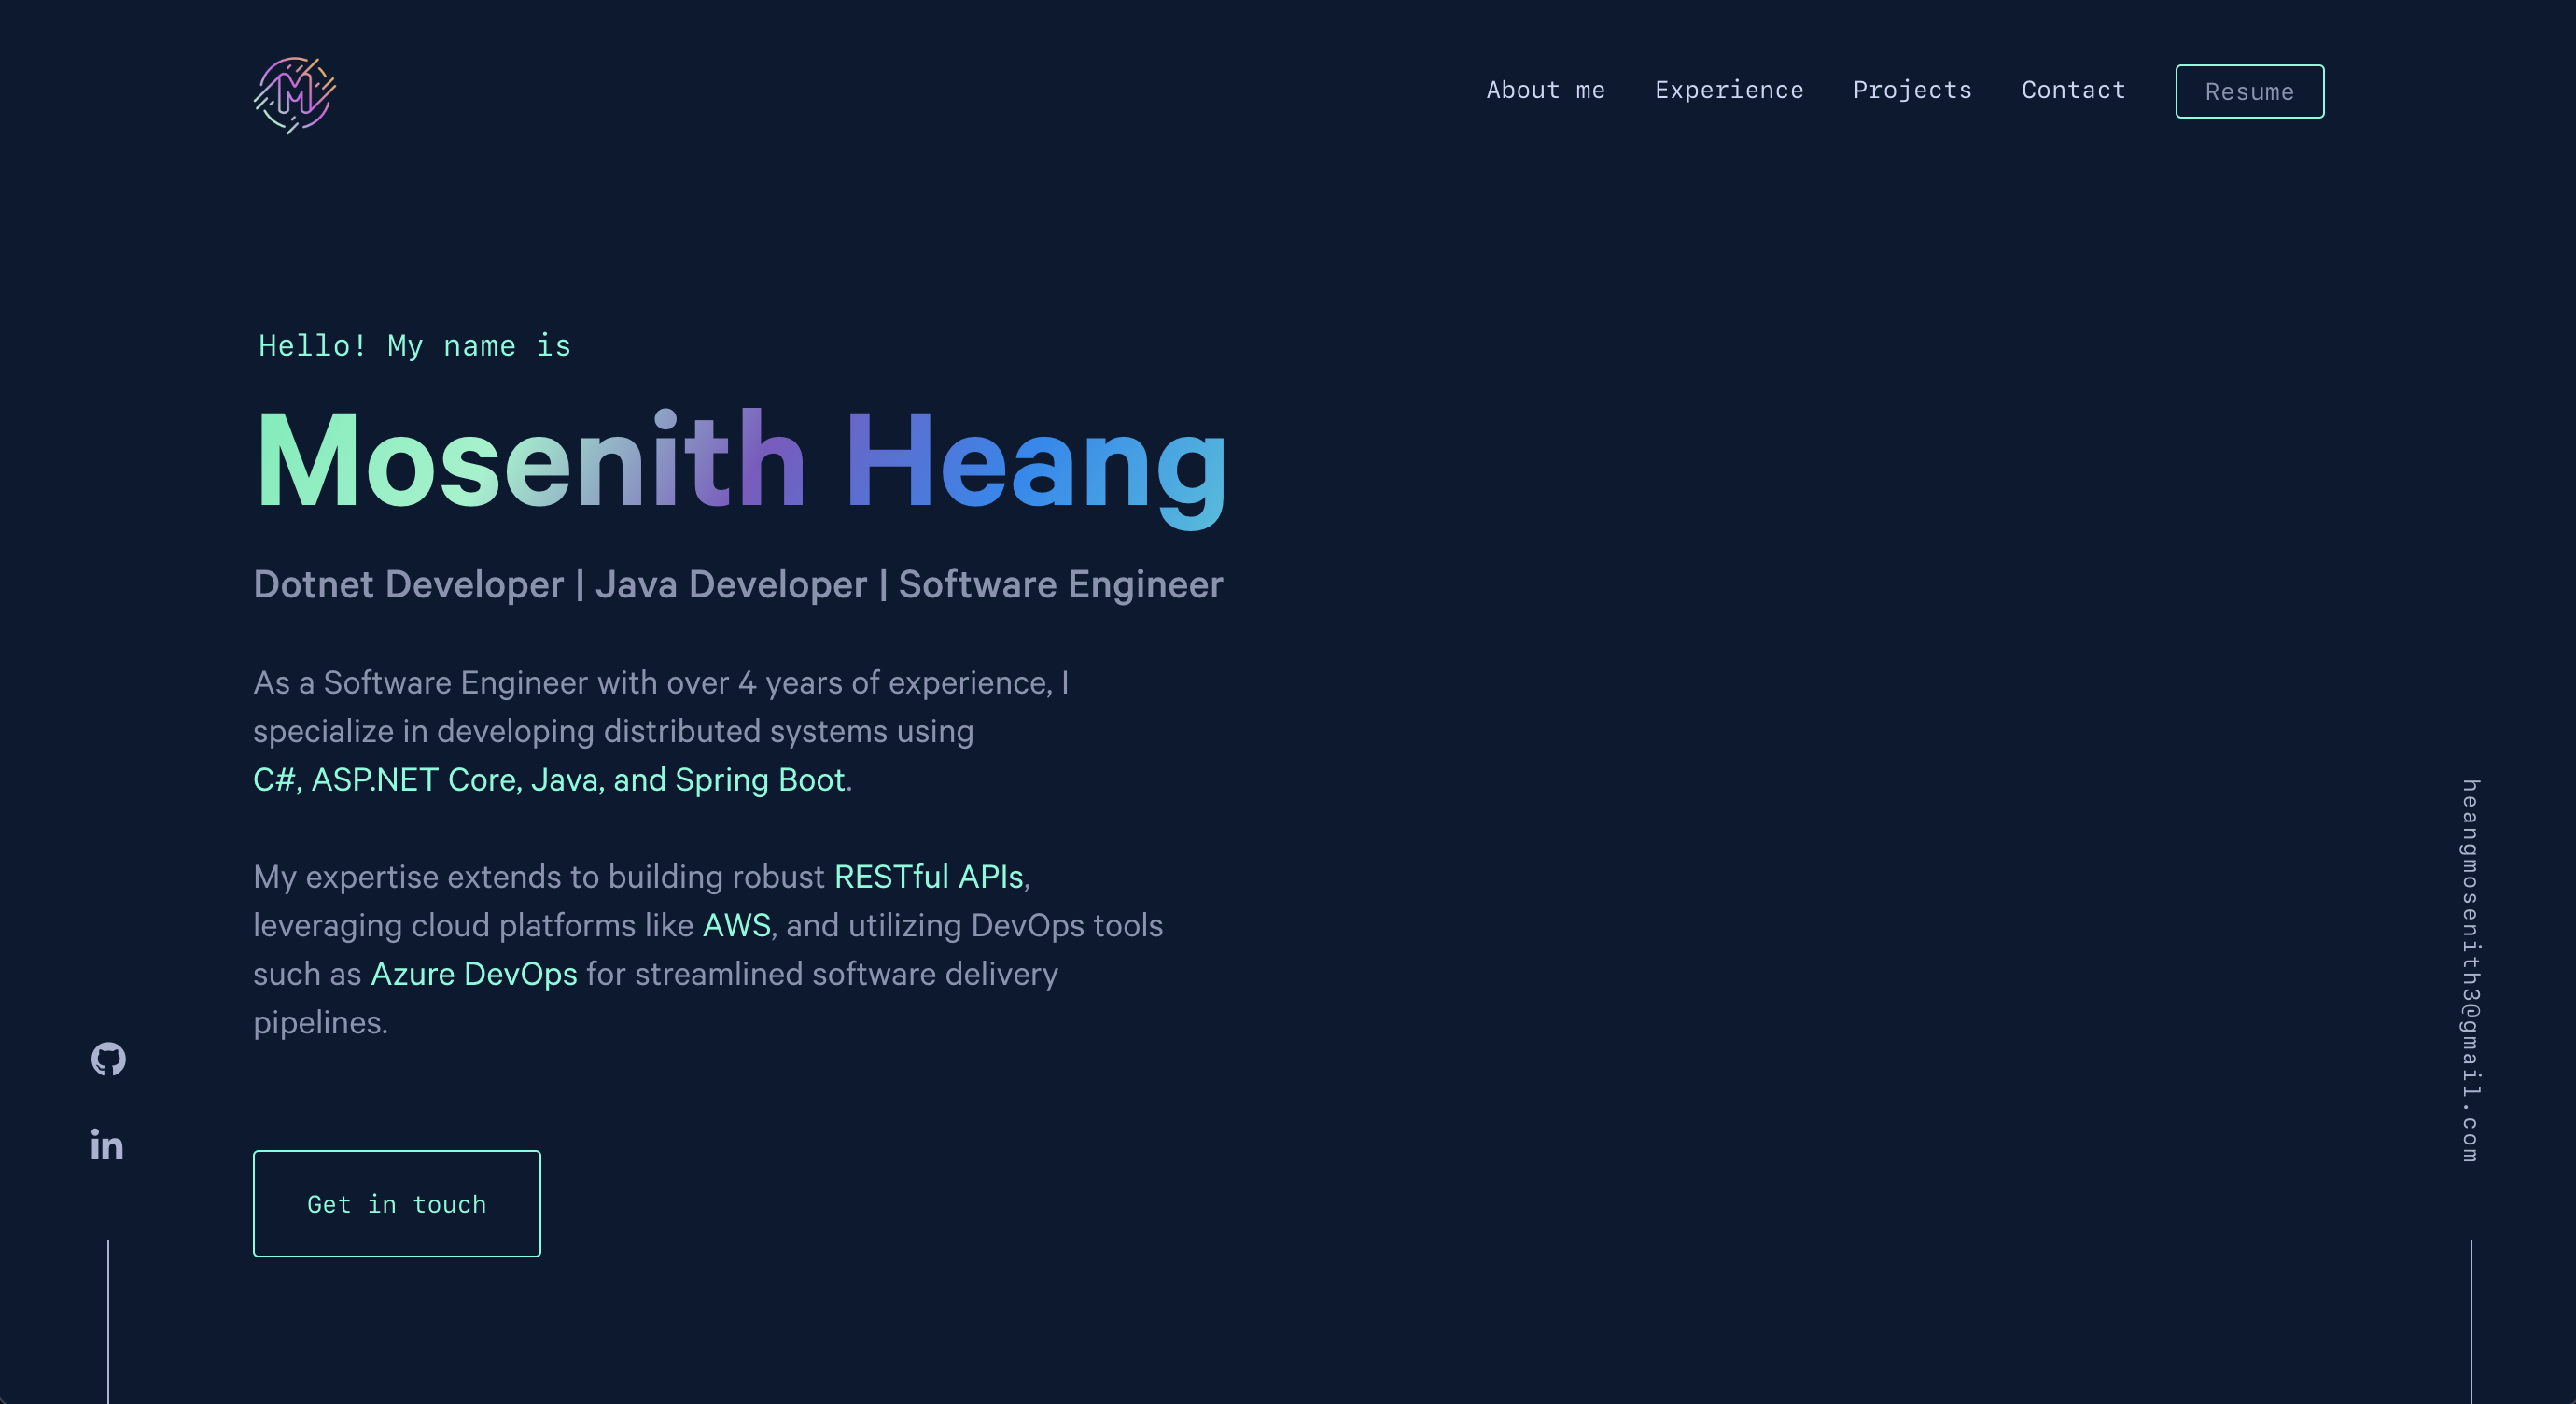 M
About me
Experience
Projects
Contact
Resume
Hello! My name is
Mosenith Heang
Dotnet Developer | Java Developer | Software Engineer
As a Software Engineer with over 4 years of experience, I
specialize in developing distributed systems using
C#, ASP.NET Core, Java, and Spring Boot.
My expertise extends to building robust RESTful APIs,
leveraging cloud platforms like AWS, and utilizing DevOps tools
such as Azure DevOps for streamlined software delivery
pipelines.
in
Get in touch
heangmosenith3@gmail.com